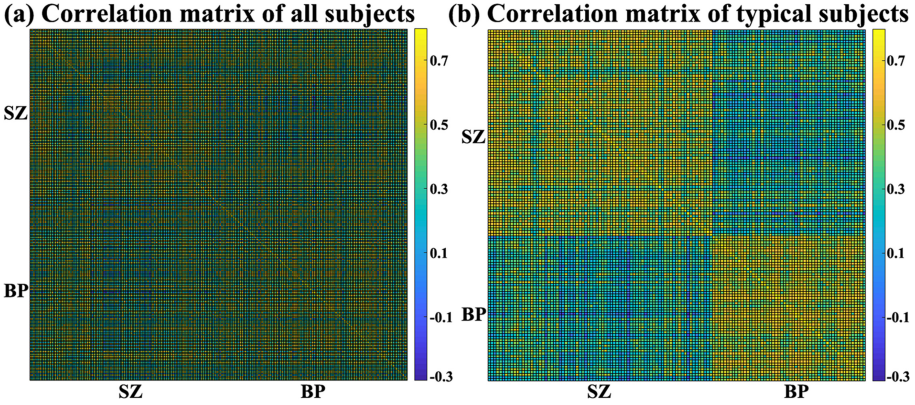 (a) Correlation matrix of all subjects
SZ
BP
SZ BP
0.7
0.5
0.3
0.1
-0.1
-0.3
(b) Correlation matrix of typical subjects
SZ
BP
SZ BP
0.7
0.5
0.3
0.1
-0.1
-0.3